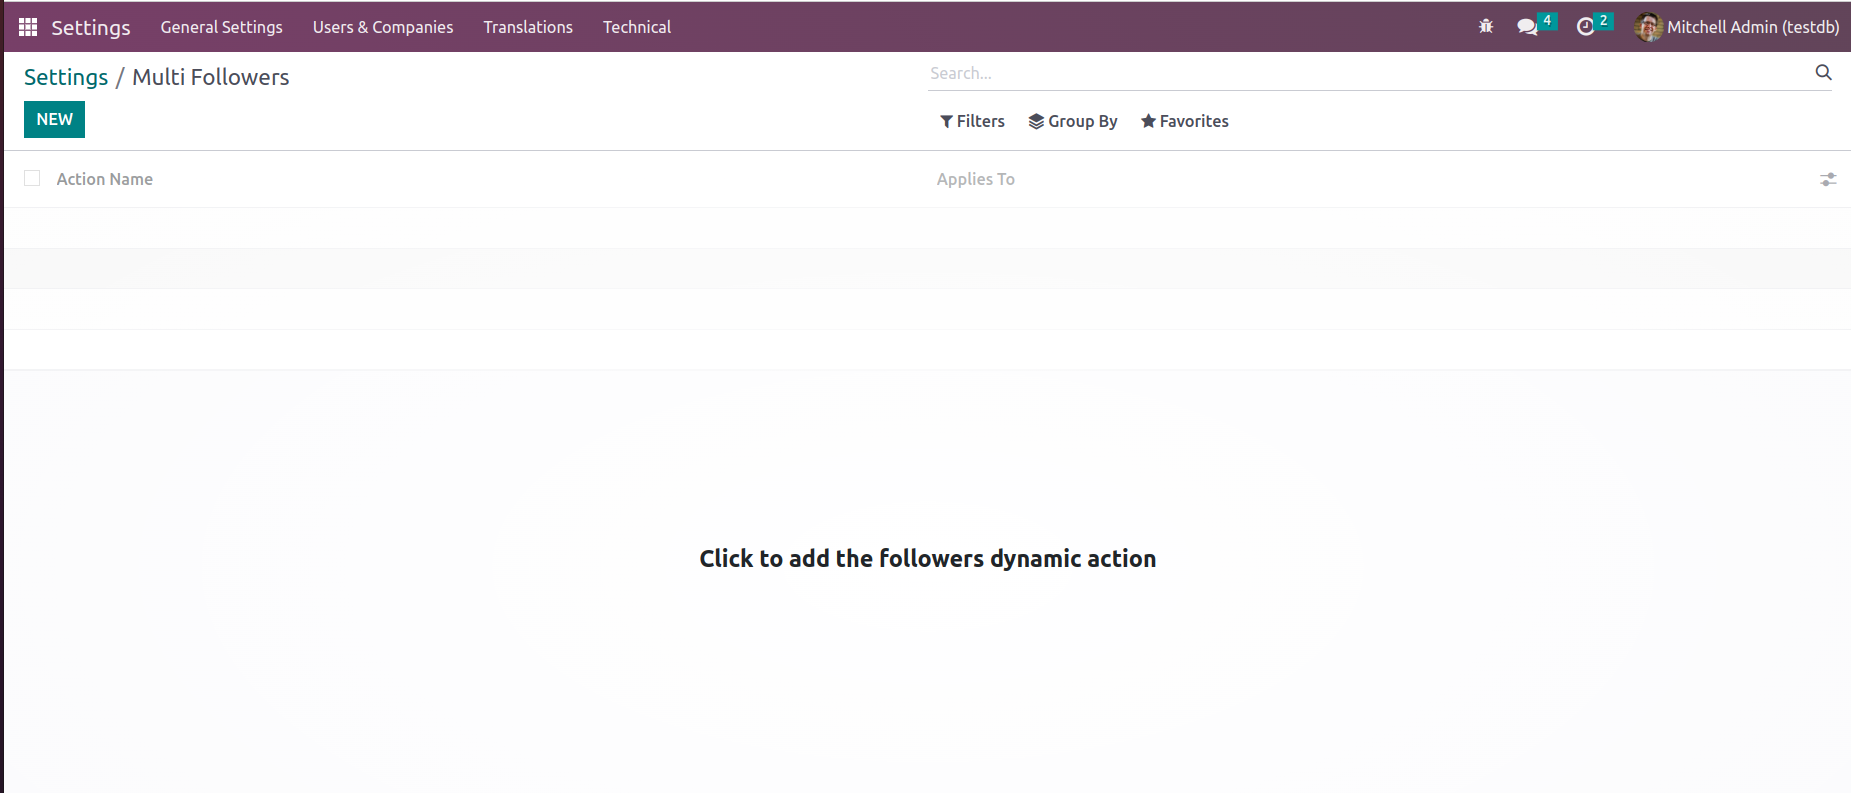 Settings General Settings Users & Companies Translations Technical 4 2 Mitchell Admin (testdb)
Settings / Multi Followers
Search...
NEW
Filters Group By Favorites
Action Name Applies To
Click to add the followers dynamic action